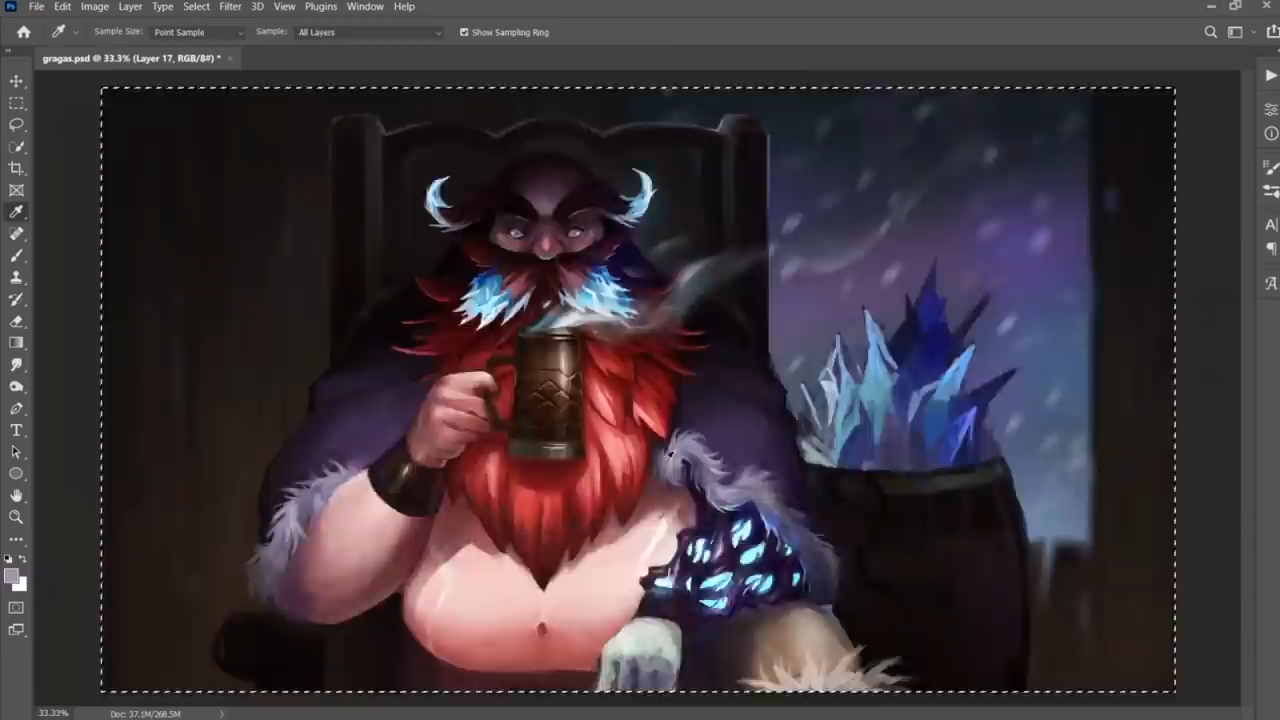 Ps File Edit Image Layer Type Select Filter 3D View Plugins Window Help
Sample Size: Point Sample Sample: All Layers Show Sampling Ring
gragas.psd @ 33.3% (Layer 17, RGB/8#) * ×
33.33% Doc: 37.1M/268.5M